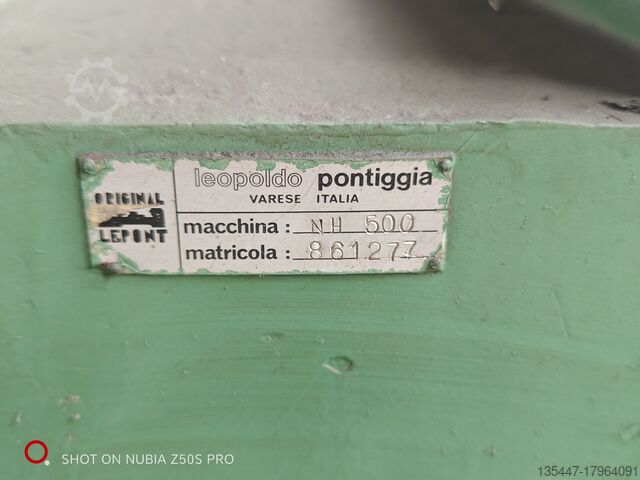 ORIGINAL
LEPONT
leopoldo pontiggia
VARESE ITALIA
macchina : NH 500
matricola : 861277
SHOT ON NUBIA Z50S PRO
135447-17964091